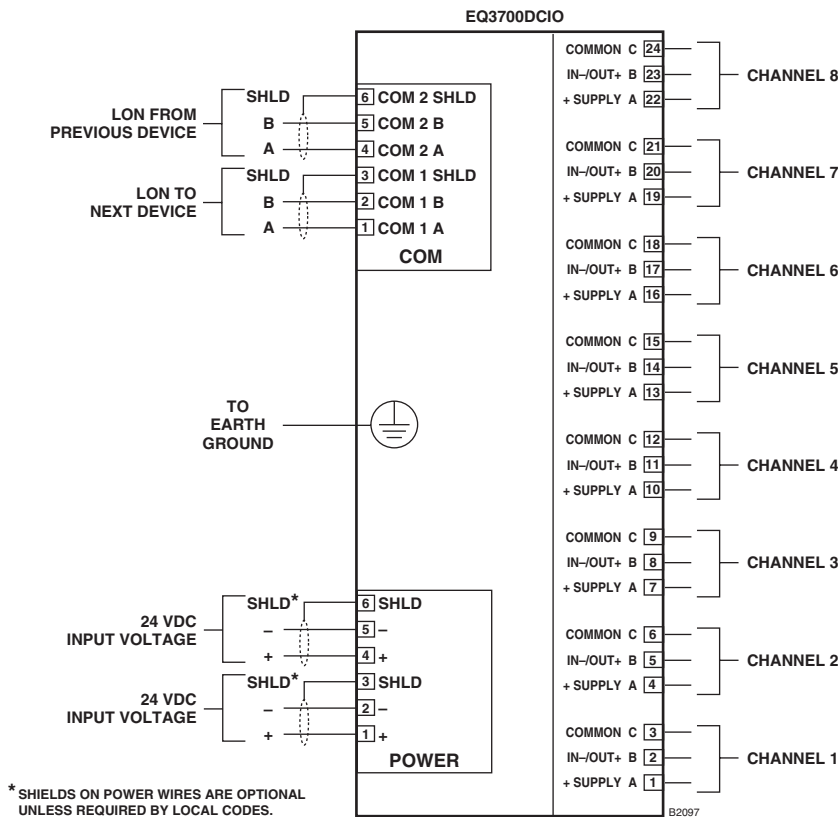 EQ3700DCIO
LON FROM
PREVIOUS DEVICE
SHLD
B
A
6 COM 2 SHLD
5 COM 2 B
4 COM 2 A
LON TO
NEXT DEVICE
SHLD
B
A
3 COM 1 SHLD
2 COM 1 B
1 COM 1 A
COM
TO
EARTH
GROUND
24 VDC
INPUT VOLTAGE
SHLD*
–
+
6 SHLD
5 –
4 +
24 VDC
INPUT VOLTAGE
SHLD*
–
+
3 SHLD
2 –
1 +
POWER
COMMON C 24
IN–/OUT+ B 23
+ SUPPLY A 22
CHANNEL 8
COMMON C 21
IN–/OUT+ B 20
+ SUPPLY A 19
CHANNEL 7
COMMON C 18
IN–/OUT+ B 17
+ SUPPLY A 16
CHANNEL 6
COMMON C 15
IN–/OUT+ B 14
+ SUPPLY A 13
CHANNEL 5
COMMON C 12
IN–/OUT+ B 11
+ SUPPLY A 10
CHANNEL 4
COMMON C 9
IN–/OUT+ B 8
+ SUPPLY A 7
CHANNEL 3
COMMON C 6
IN–/OUT+ B 5
+ SUPPLY A 4
CHANNEL 2
COMMON C 3
IN–/OUT+ B 2
+ SUPPLY A 1
CHANNEL 1
* SHIELDS ON POWER WIRES ARE OPTIONAL
UNLESS REQUIRED BY LOCAL CODES.
B2097